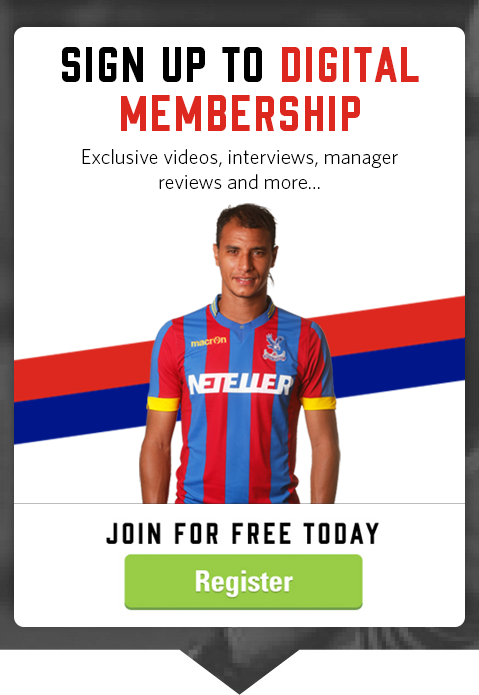 SIGN UP TO DIGITAL
MEMBERSHIP
Exclusive videos, interviews, manager
reviews and more...
macron
NETELLER
JOIN FOR FREE TODAY
Register